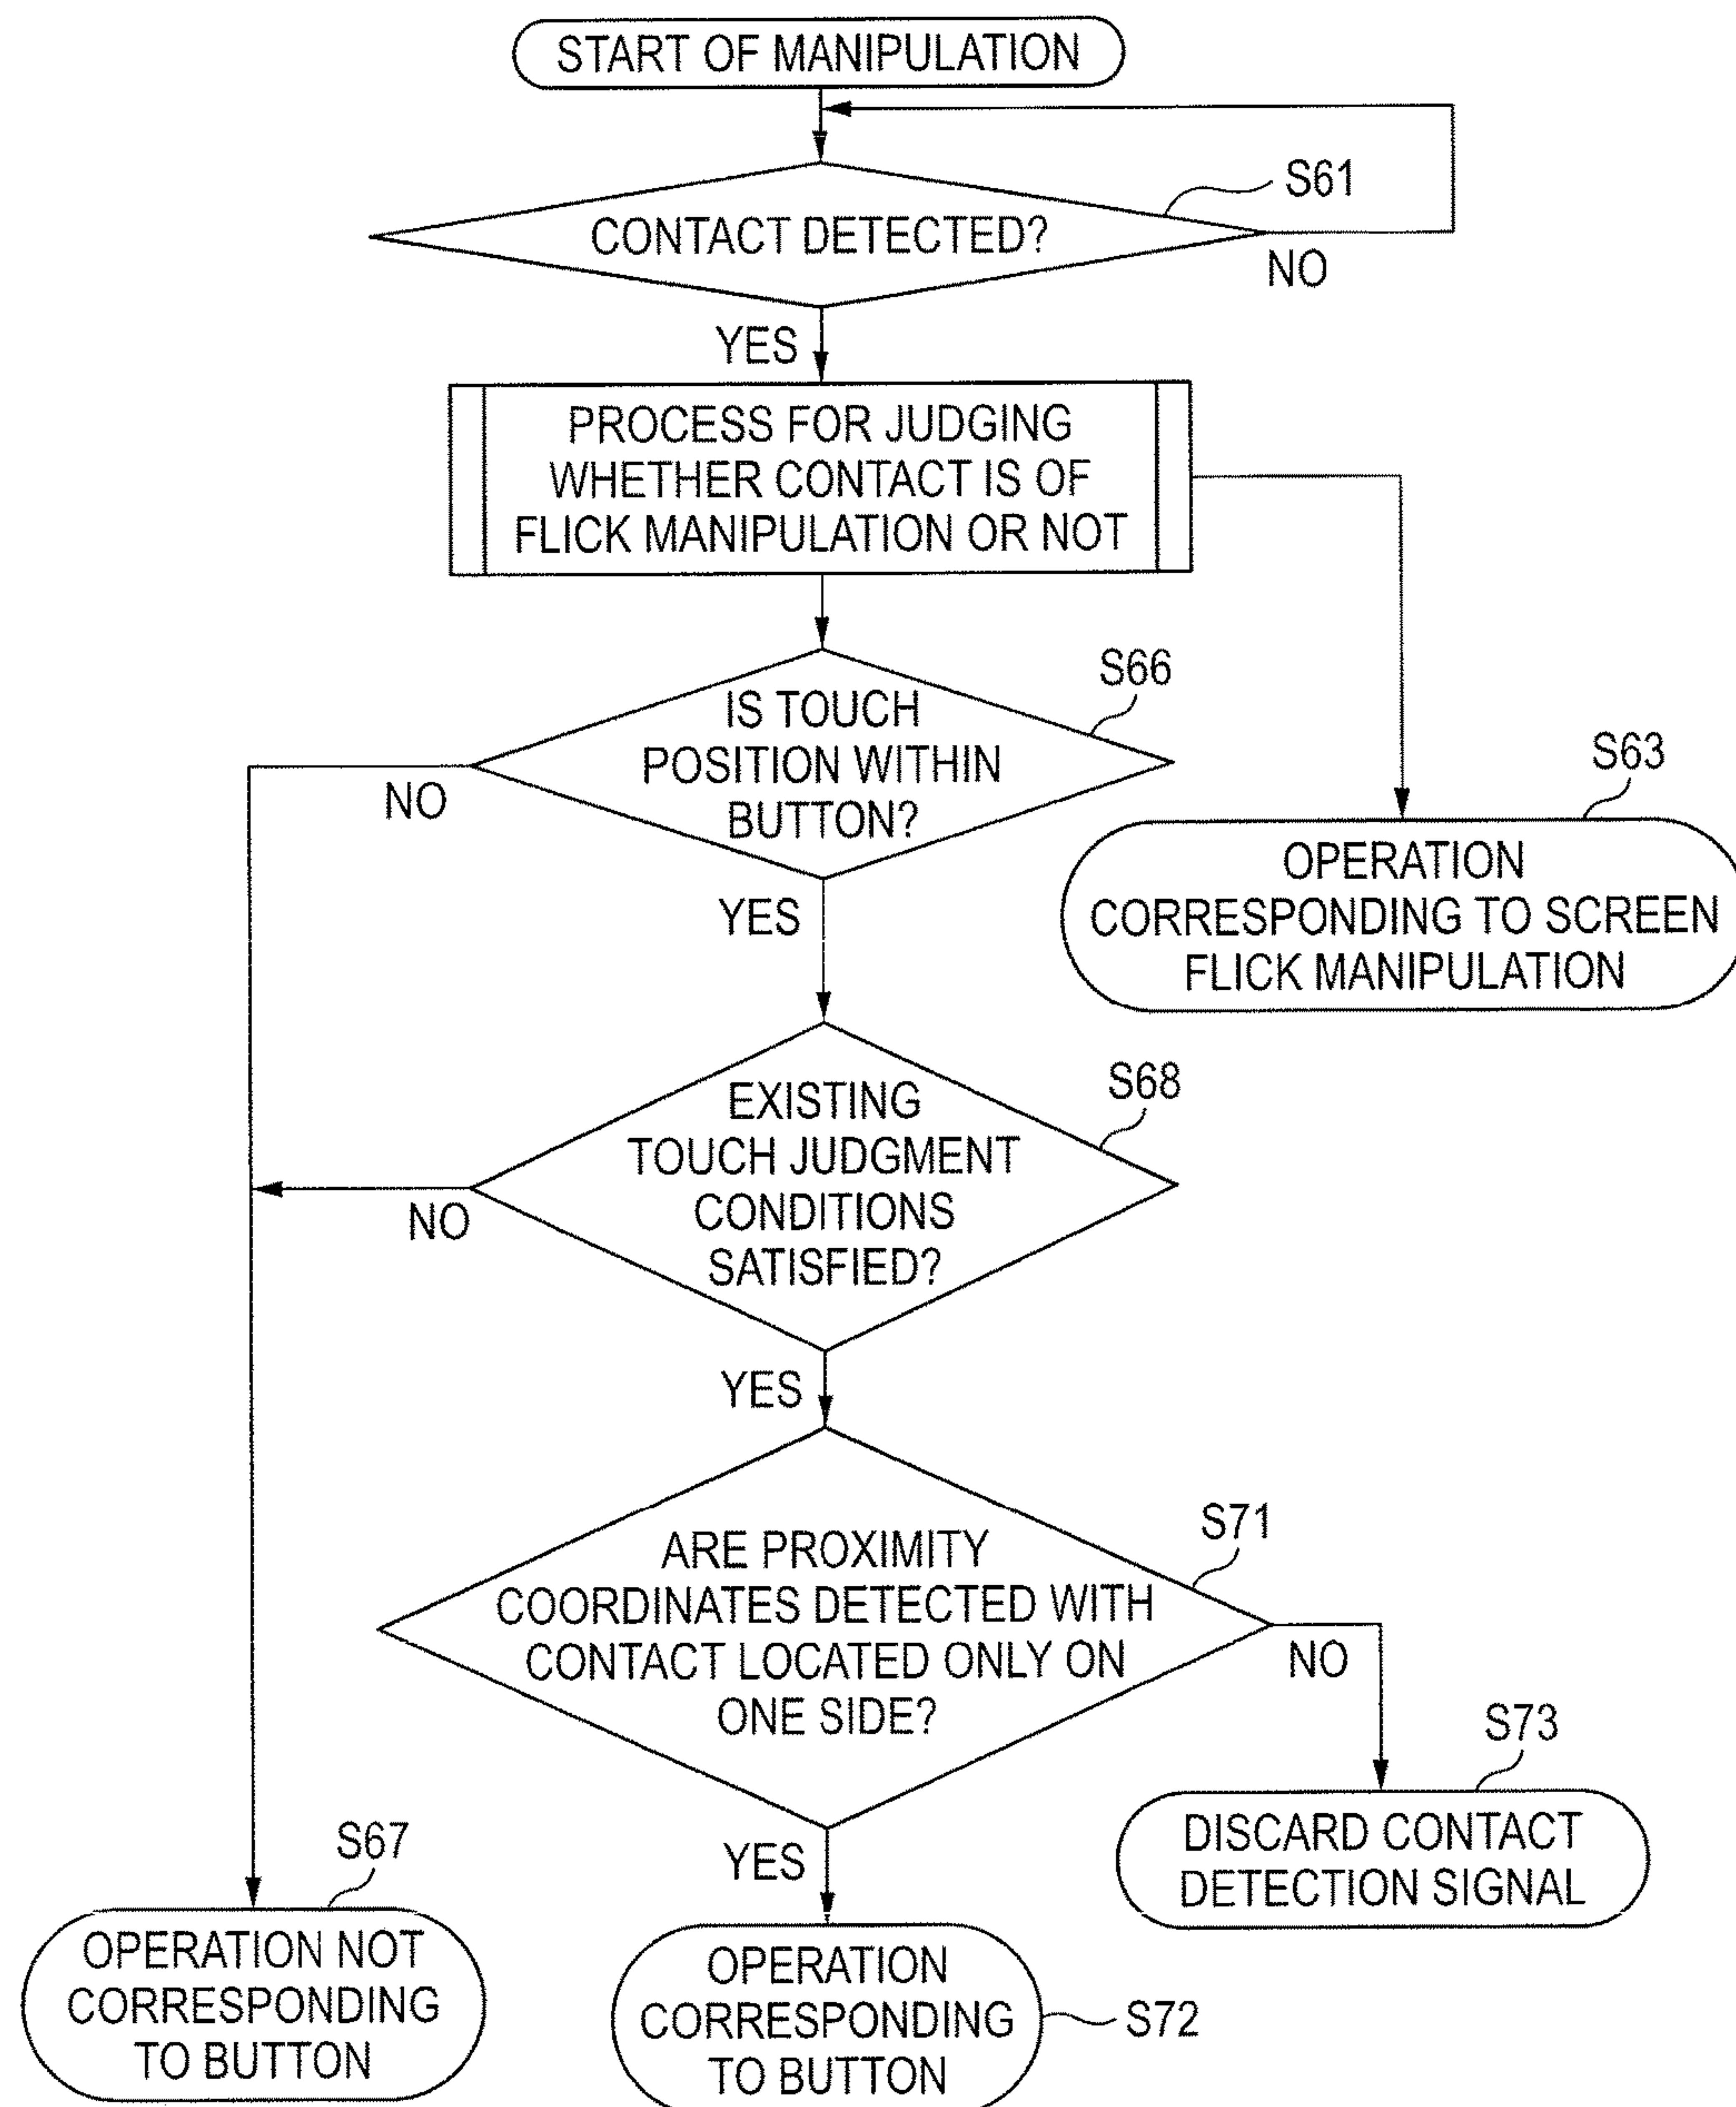 START OF MANIPULATION
S61
CONTACT DETECTED?
NO
YES
PROCESS FOR JUDGING
WHETHER CONTACT IS OF
FLICK MANIPULATION OR NOT
S66
IS TOUCH
POSITION WITHIN
BUTTON?
NO
YES
S63
OPERATION
CORRESPONDING TO SCREEN
FLICK MANIPULATION
S68
EXISTING
TOUCH JUDGMENT
CONDITIONS
SATISFIED?
NO
YES
S71
ARE PROXIMITY
COORDINATES DETECTED WITH
CONTACT LOCATED ONLY ON
ONE SIDE?
NO
YES
S73
DISCARD CONTACT
DETECTION SIGNAL
S67
OPERATION NOT
CORRESPONDING
TO BUTTON
OPERATION
CORRESPONDING
TO BUTTON
S72